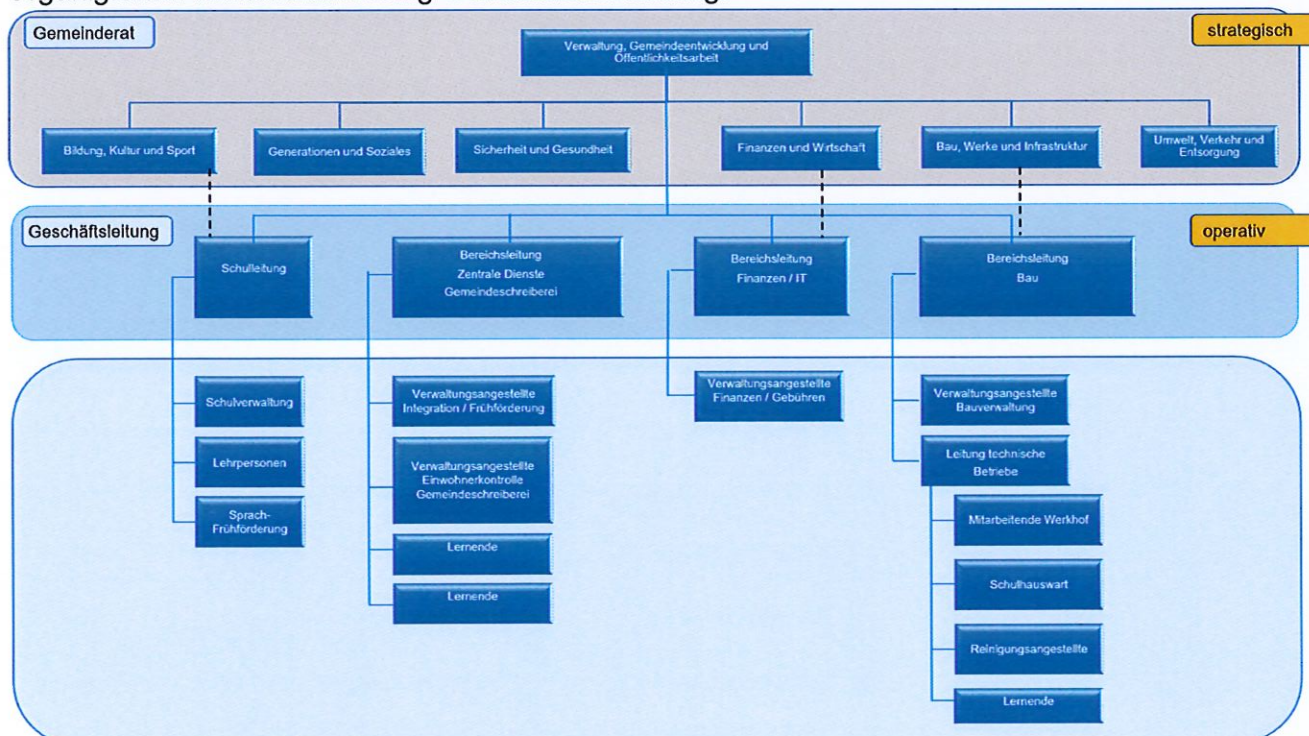 Gemeinderat
strategisch
Verwaltung, Gemeindeentwicklung und
Öffentlichkeitsarbeit
Bildung, Kultur und Sport
Generationen und Soziales
Sicherheit und Gesundheit
Finanzen und Wirtschaft
Bau, Werke und Infrastruktur
Umwelt, Verkehr und
Entsorgung
Geschäftsleitung
operativ
Schulleitung
Bereichsleitung
Zentrale Dienste
Gemeindeschreiberei
Bereichsleitung
Finanzen / IT
Bereichsleitung
Bau
Schulverwaltung
Lehrpersonen
Sprach-
Frühförderung
Verwaltungsangestellte
Integration / Frühförderung
Verwaltungsangestellte
Einwohnerkontrolle
Gemeindeschreiberei
Lernende
Lernende
Verwaltungsangestellte
Finanzen / Gebühren
Verwaltungsangestellte
Bauverwaltung
Leitung technische
Betriebe
Mitarbeitende Werkhof
Schulhauswart
Reinigungsangestellte
Lernende